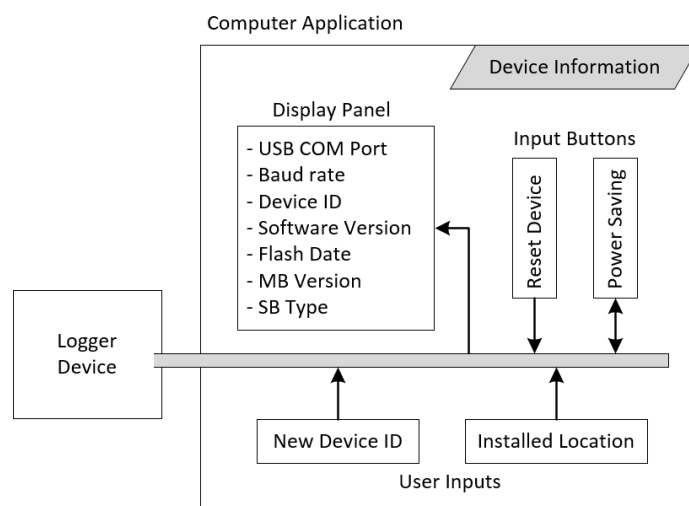 Computer Application
Device Information
Display Panel
- USB COM Port
- Baud rate
- Device ID
- Software Version
- Flash Date
- MB Version
- SB Type
Input Buttons
Reset Device
Power Saving
Logger
Device
New Device ID
Installed Location
User Inputs